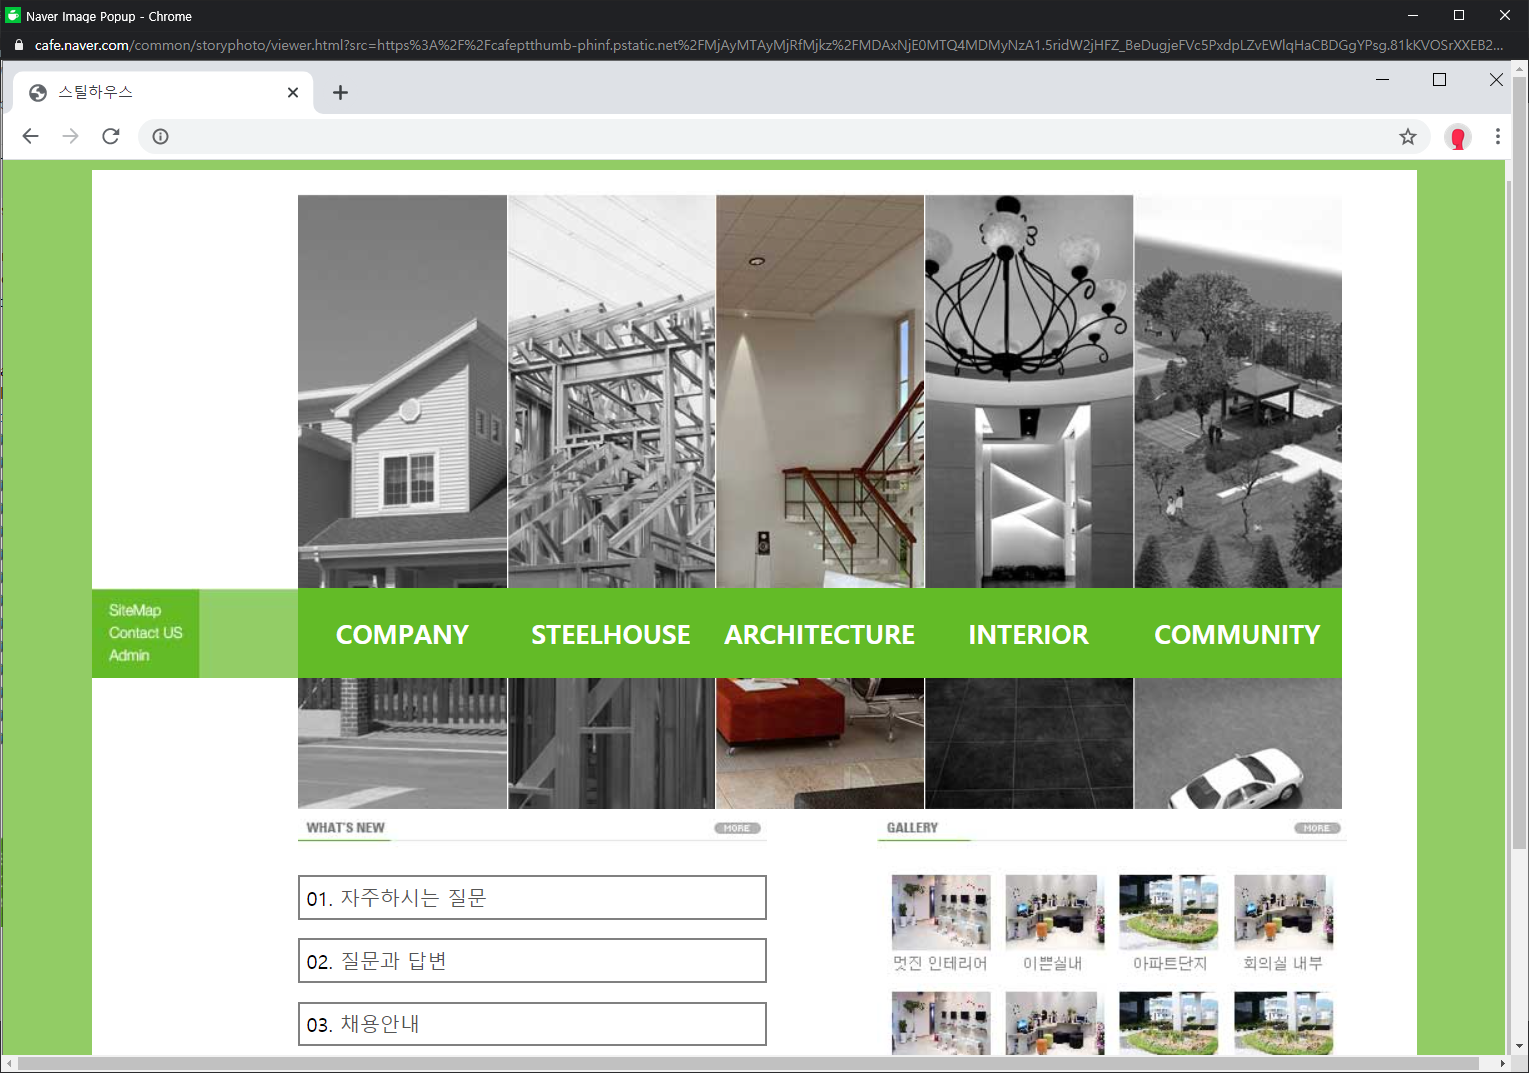 Naver Image Popup - Chrome
cafe.naver.com/common/storyphoto/viewer.html?src=https%3A%2F%2Fcafeptthumb-phinf.pstatic.net%2FMjAyMTAyMjRfMjkz%2FMDAxNjE0MTQ4MDMyNzA1.5ridW2jHFZ_BeDugjeFVc5PxdpLZvEWlqHaCBDGgYPsg.81kKVOSrXXEB2...
스틸하우스
SiteMap
Contact US
Admin
COMPANY STEELHOUSE ARCHITECTURE INTERIOR COMMUNITY
WHAT'S NEW MORE
01. 자주하시는 질문
02. 질문과 답변
03. 채용안내
GALLERY MORE
멋진 인테리어 이쁜실내 아파트단지 회의실 내부